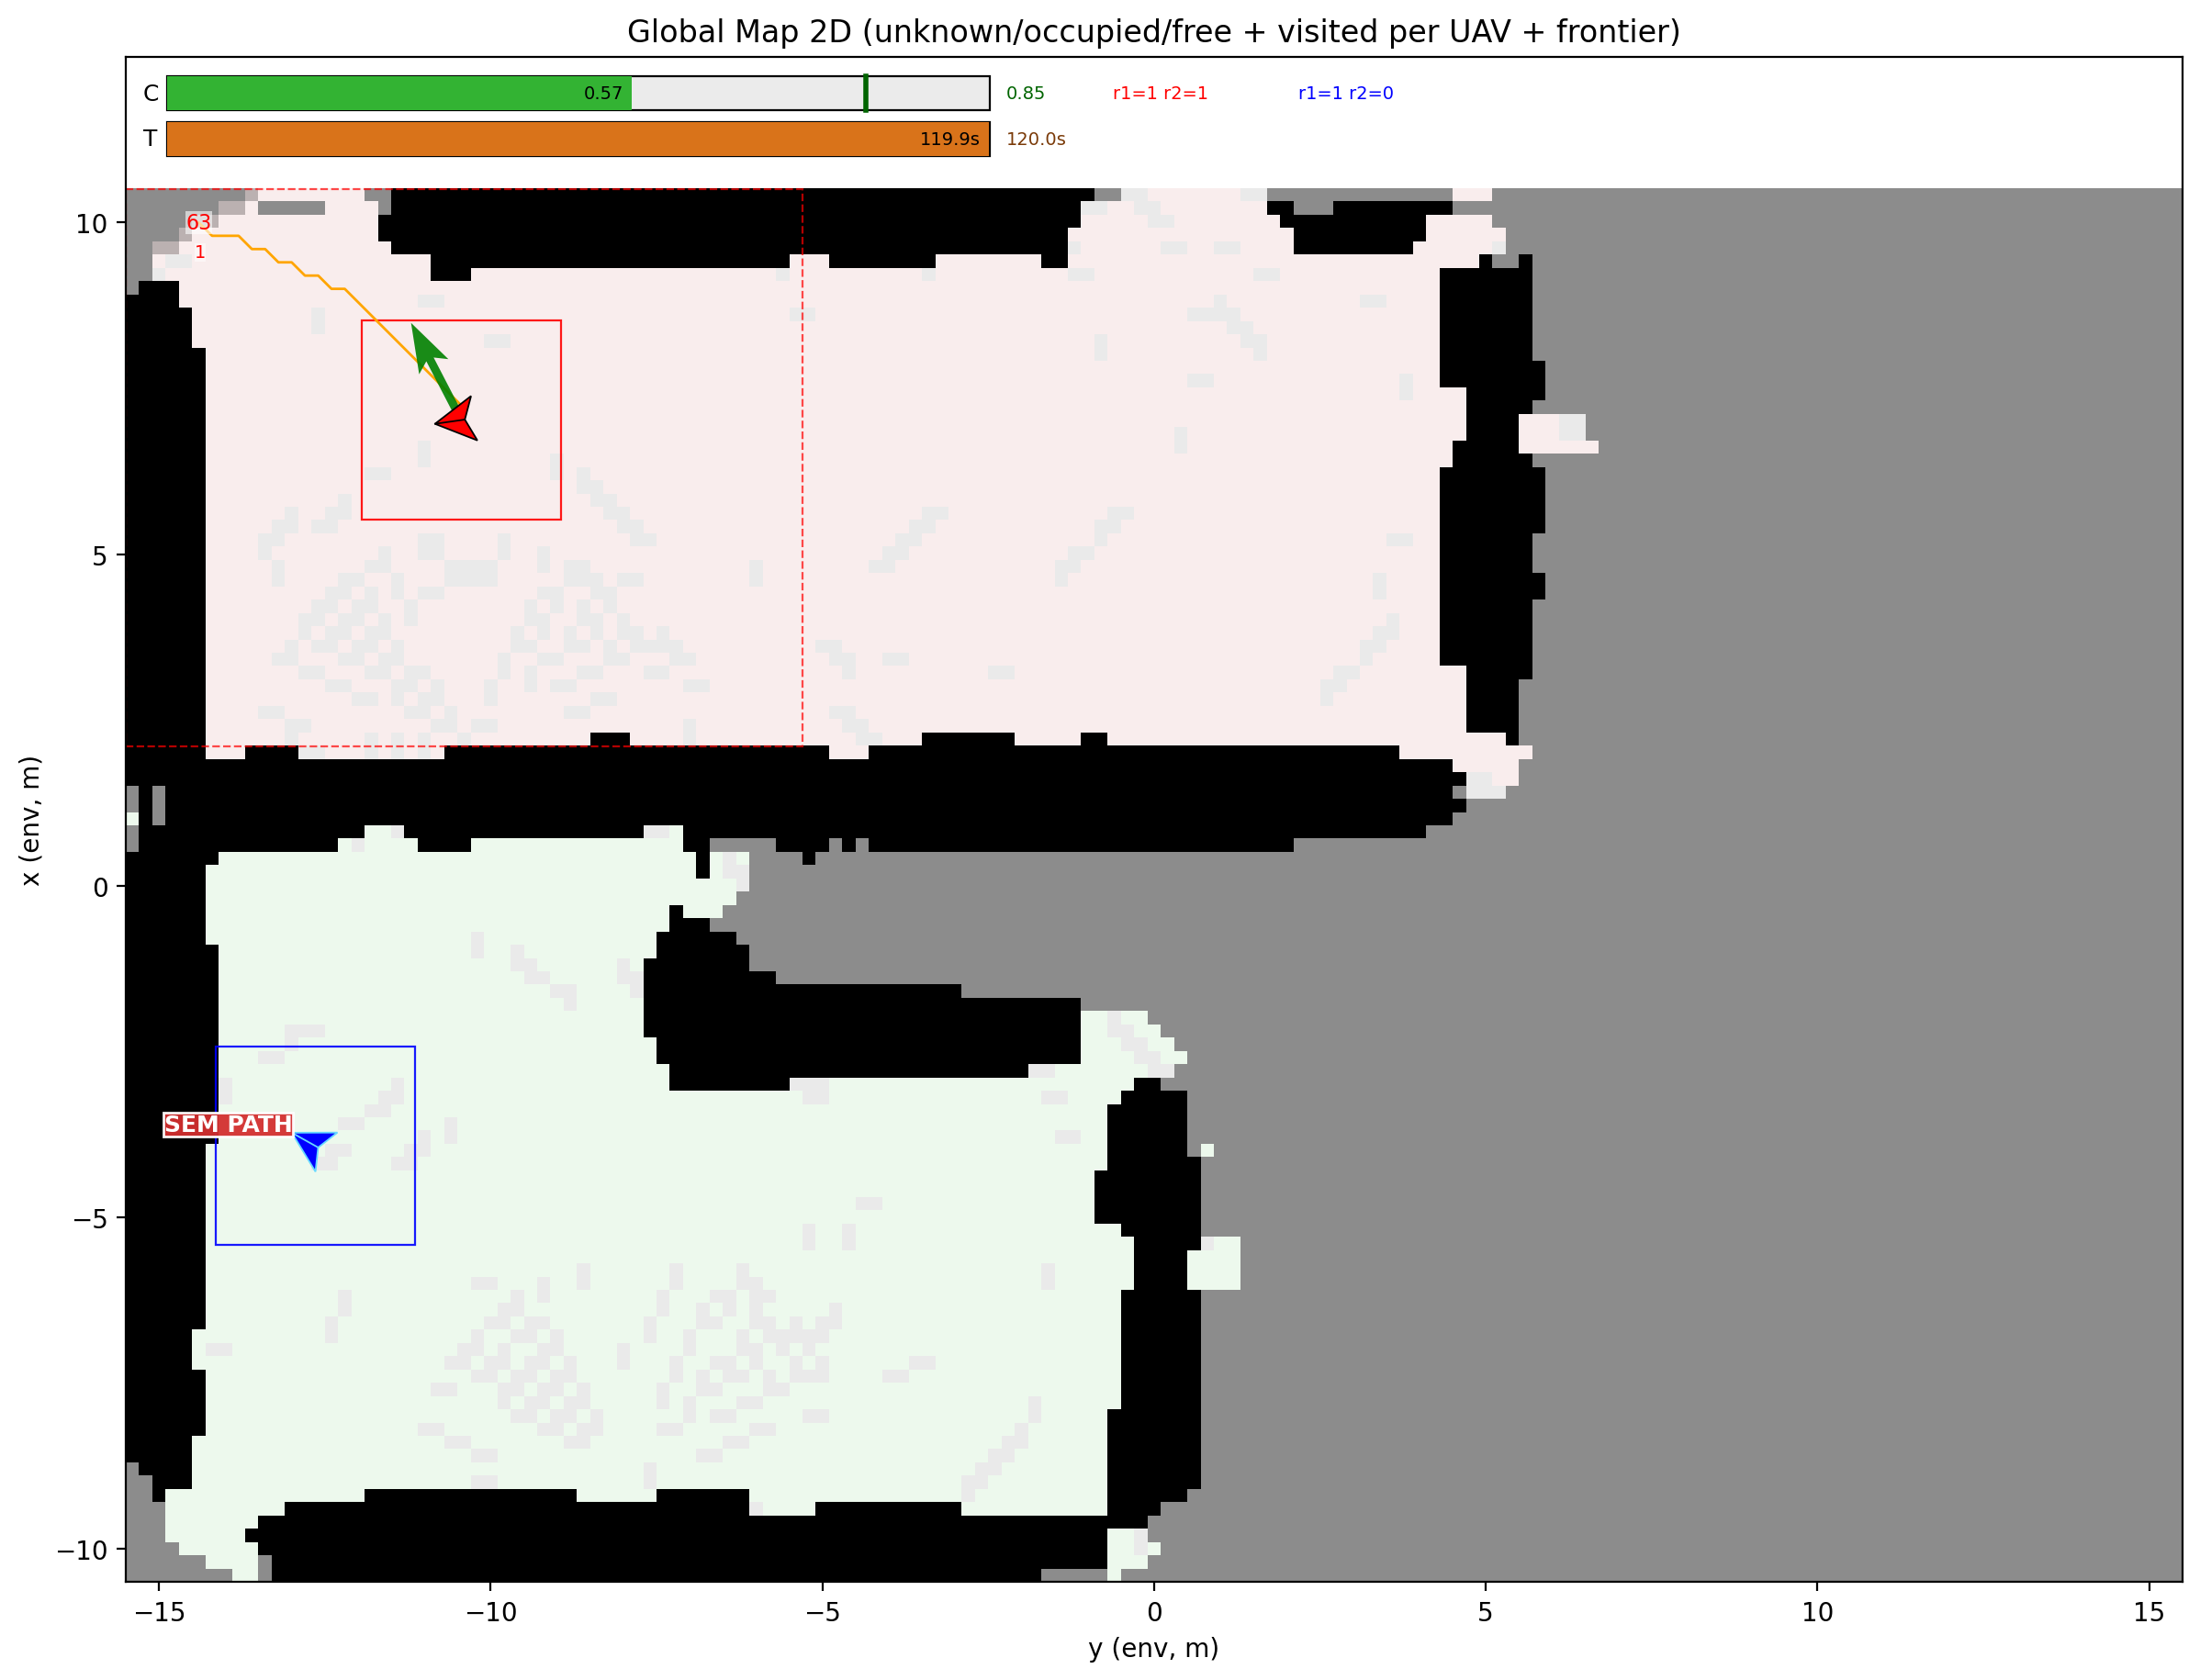 Global Map 2D (unknown/occupied/free + visited per UAV + frontier)
C 0.57 0.85 r1=1 r2=1 r1=1 r2=0
T 119.9s 120.0s
10
63
1
5
0
SEM PATH
−5
−10
x (env, m)
−15 −10 −5 0 5 10 15
y (env, m)